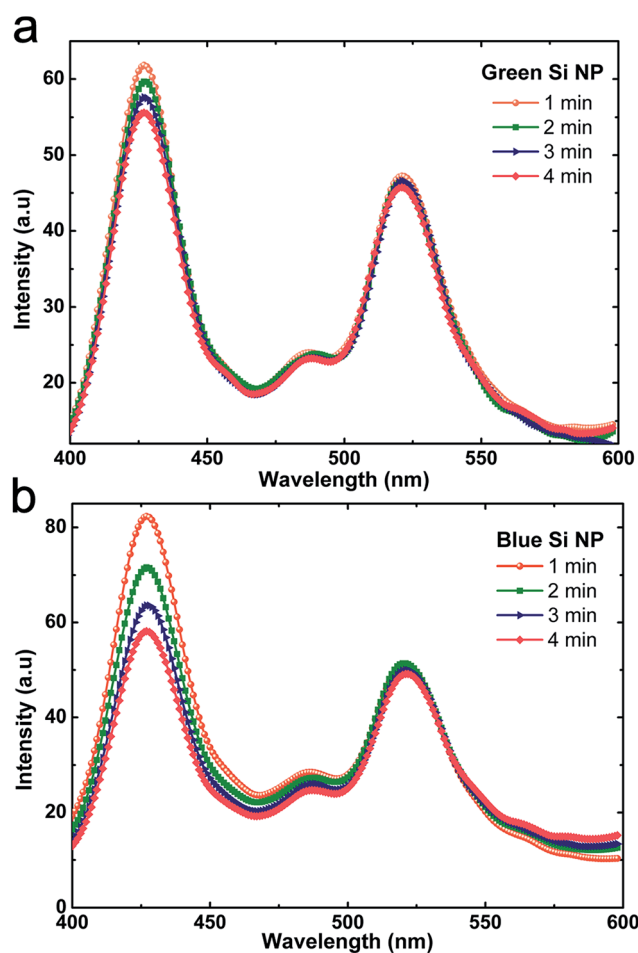 a
60
50
40
30
20
400
450
500
550
600
Intensity (a.u)
Wavelength (nm)
Green Si NP
1 min
2 min
3 min
4 min
b
80
60
40
20
0
400
450
500
550
600
Intensity (a.u)
Wavelength (nm)
Blue Si NP
1 min
2 min
3 min
4 min